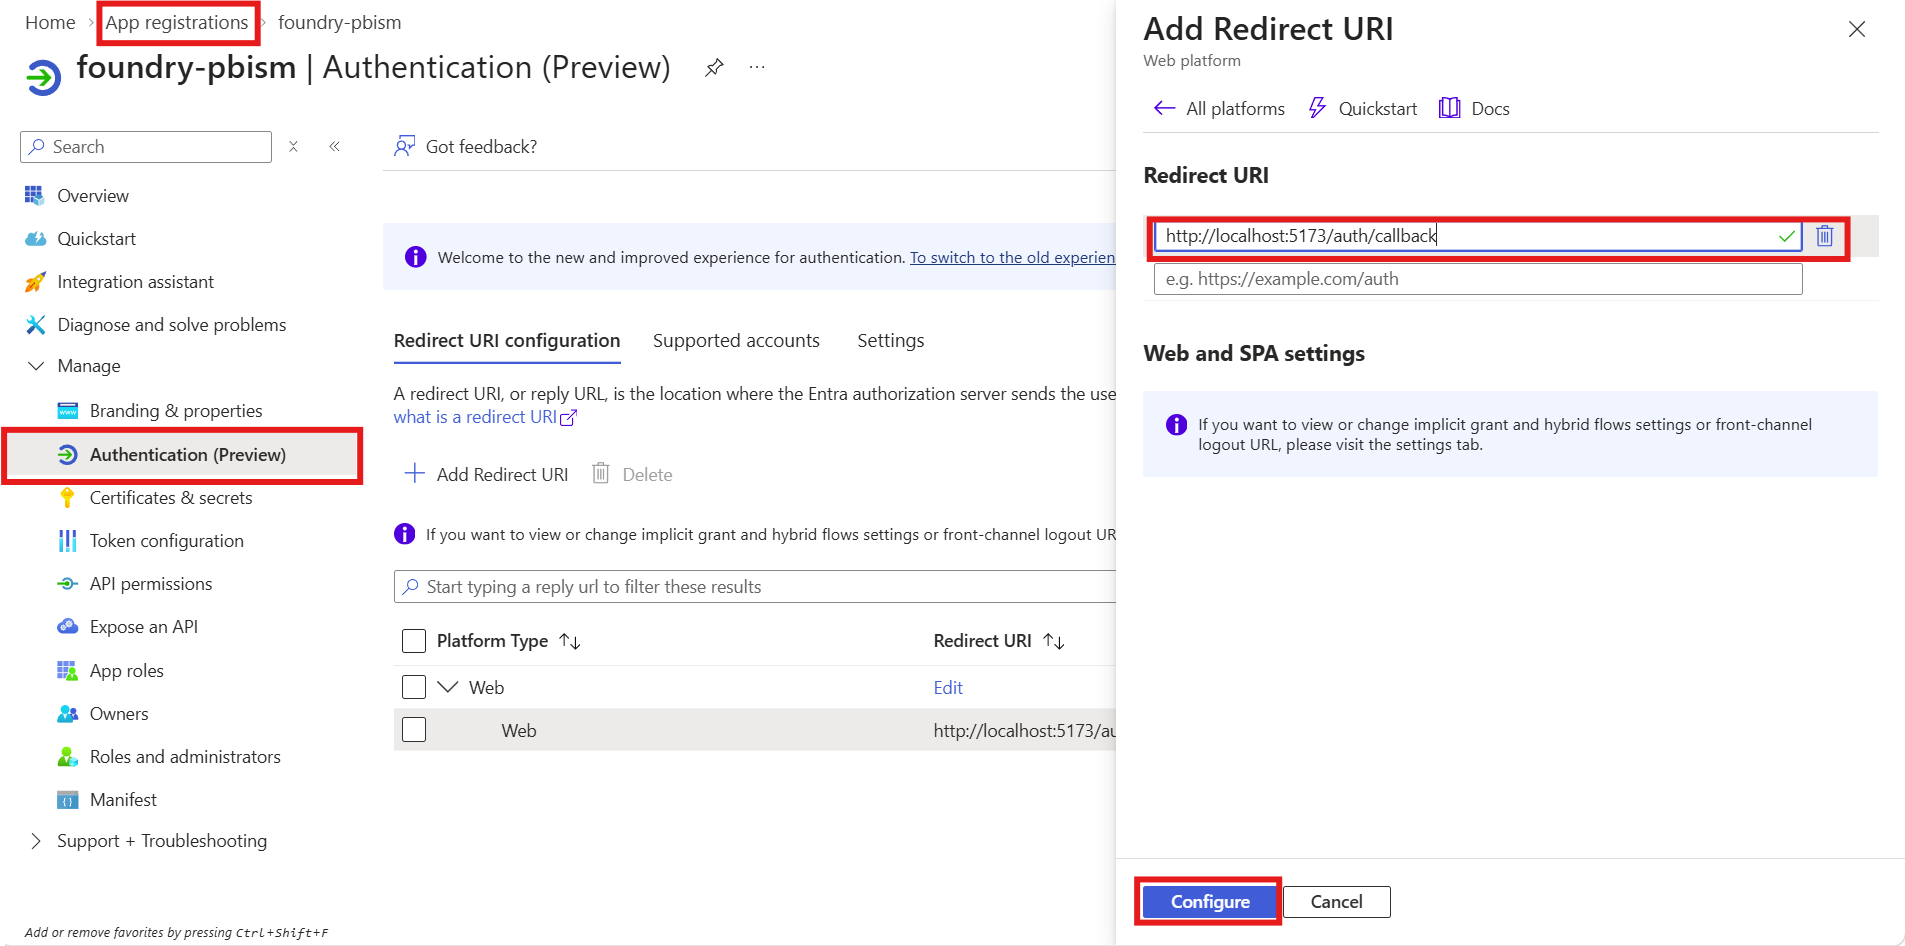 Home > App registrations > foundry-pbism
foundry-pbism | Authentication (Preview)
Search
Overview
Quickstart
Integration assistant
Diagnose and solve problems
Manage
Branding & properties
Authentication (Preview)
Certificates & secrets
Token configuration
API permissions
Expose an API
App roles
Owners
Roles and administrators
Manifest
Support + Troubleshooting
Add or remove favorites by pressing Ctrl+Shift+F
Got feedback?
Welcome to the new and improved experience for authentication. To switch to the old experien
Redirect URI configuration
Supported accounts
Settings
A redirect URI, or reply URL, is the location where the Entra authorization server sends the use
what is a redirect URI
Add Redirect URI
Delete
If you want to view or change implicit grant and hybrid flows settings or front-channel logout UR
Start typing a reply url to filter these results
Platform Type
Redirect URI
Web
Edit
Web
http://localhost:5173/au
Add Redirect URI
Web platform
All platforms
Quickstart
Docs
Redirect URI
http://localhost:5173/auth/callback
e.g. https://example.com/auth
Web and SPA settings
If you want to view or change implicit grant and hybrid flows settings or front-channel
logout URL, please visit the settings tab.
Configure
Cancel